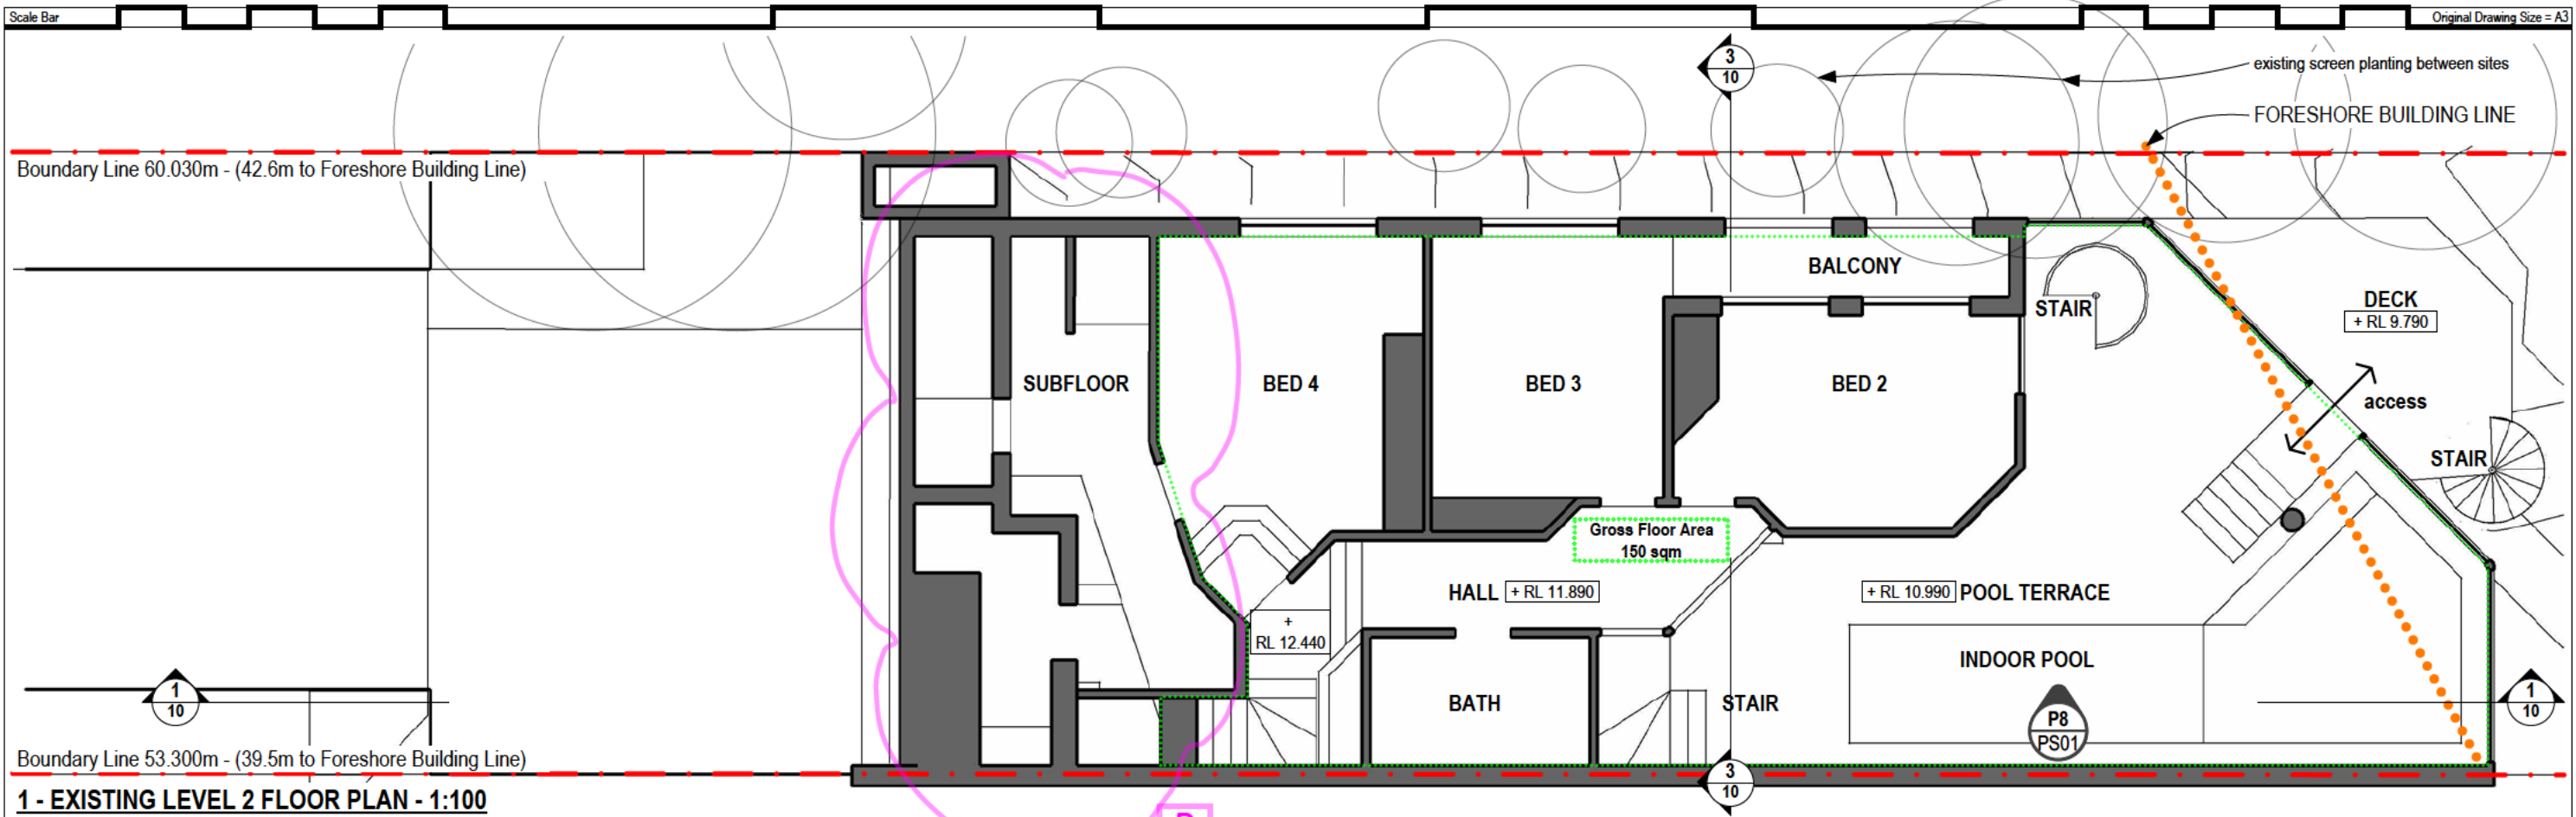 Scale Bar
Original Drawing Size = A3
3
10
existing screen planting between sites
FORESHORE BUILDING LINE
Boundary Line 60.030m - (42.6m to Foreshore Building Line)
BALCONY
STAIR
DECK
+ RL 9.790
SUBFLOOR
BED 4
BED 3
BED 2
access
STAIR
Gross Floor Area
150 sqm
HALL
+ RL 11.890
+ RL 10.990
POOL TERRACE
+
RL 12.440
INDOOR POOL
1
10
BATH
STAIR
P8
PS01
1
10
Boundary Line 53.300m - (39.5m to Foreshore Building Line)
3
10
1 - EXISTING LEVEL 2 FLOOR PLAN - 1:100